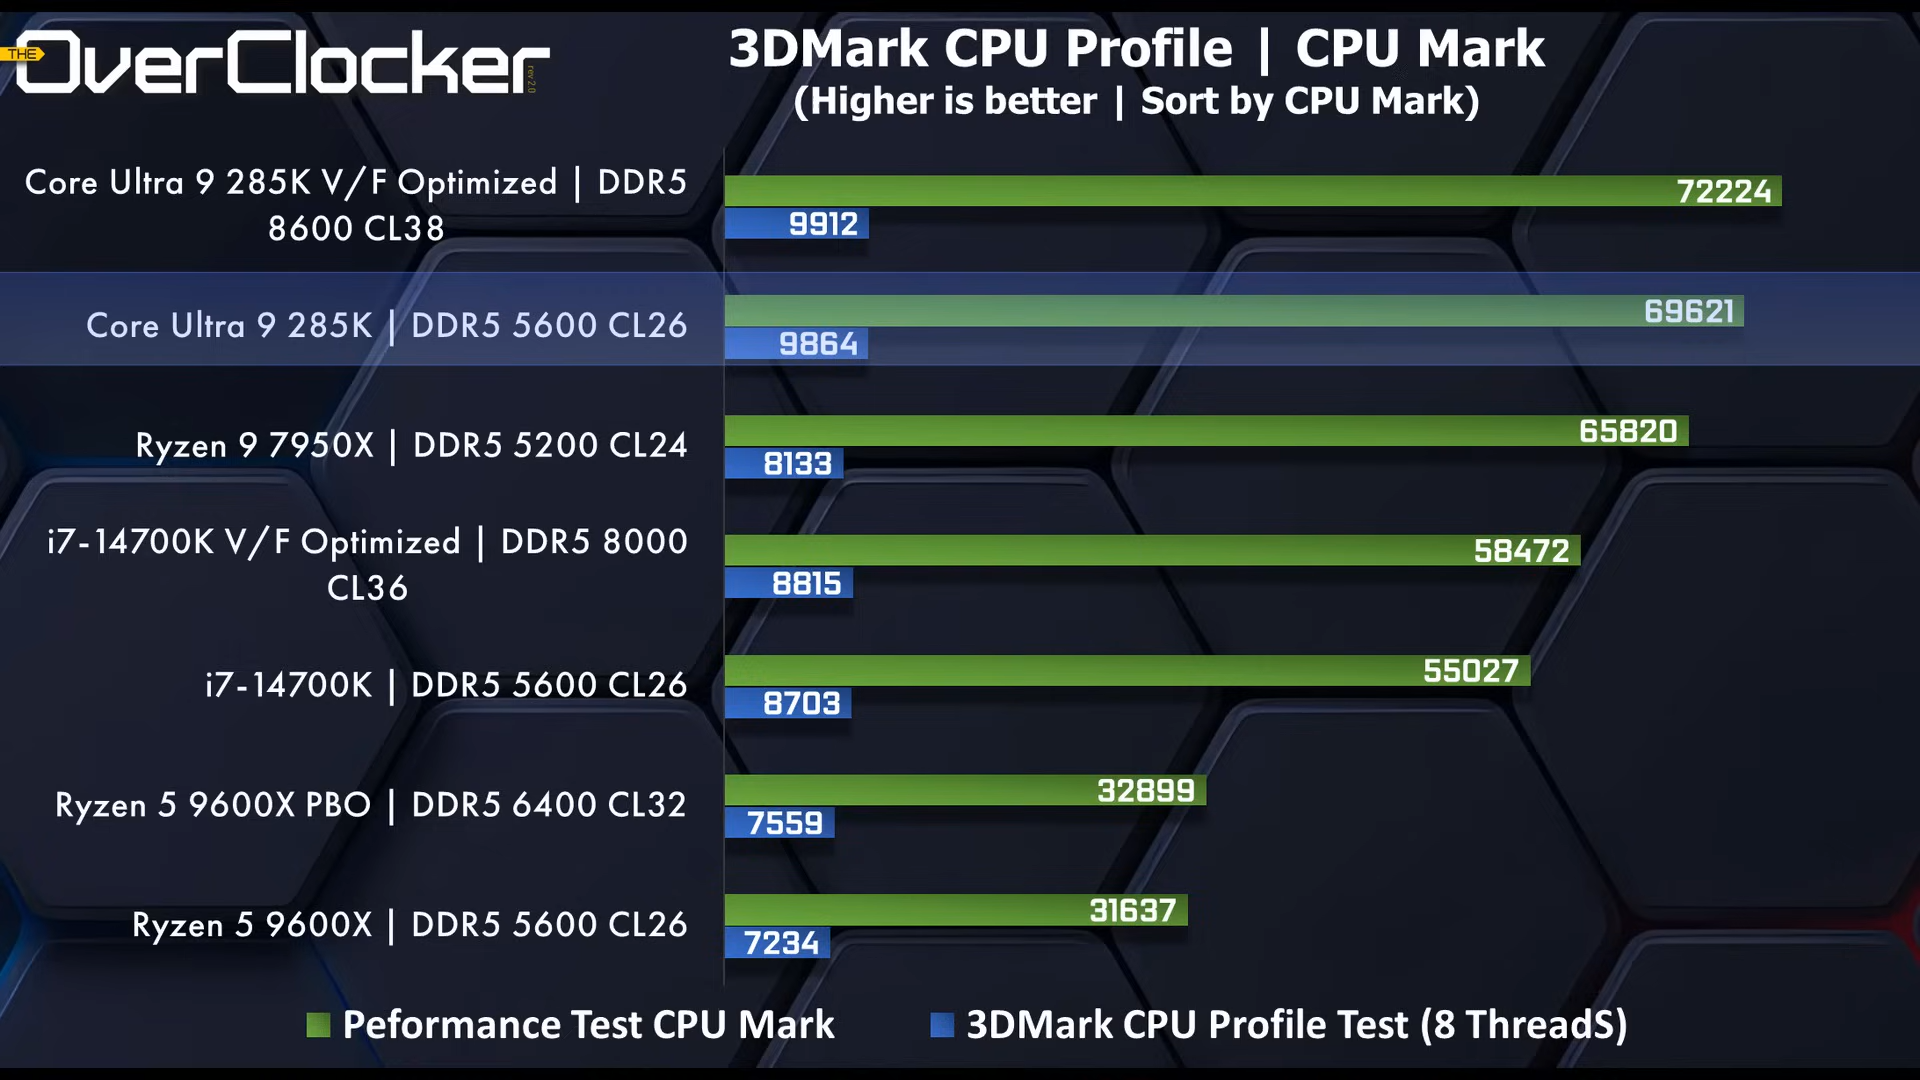 THE OverClocker rev 2.0
3DMark CPU Profile | CPU Mark
(Higher is better | Sort by CPU Mark)
Core Ultra 9 285K V/F Optimized | DDR5
8600 CL38
72224
9912
Core Ultra 9 285K | DDR5 5600 CL26
69621
9864
Ryzen 9 7950X | DDR5 5200 CL24
65820
8133
i7-14700K V/F Optimized | DDR5 8000
CL36
58472
8815
i7-14700K | DDR5 5600 CL26
55027
8703
Ryzen 5 9600X PBO | DDR5 6400 CL32
32899
7559
Ryzen 5 9600X | DDR5 5600 CL26
31637
7234
Peformance Test CPU Mark
3DMark CPU Profile Test (8 ThreadS)